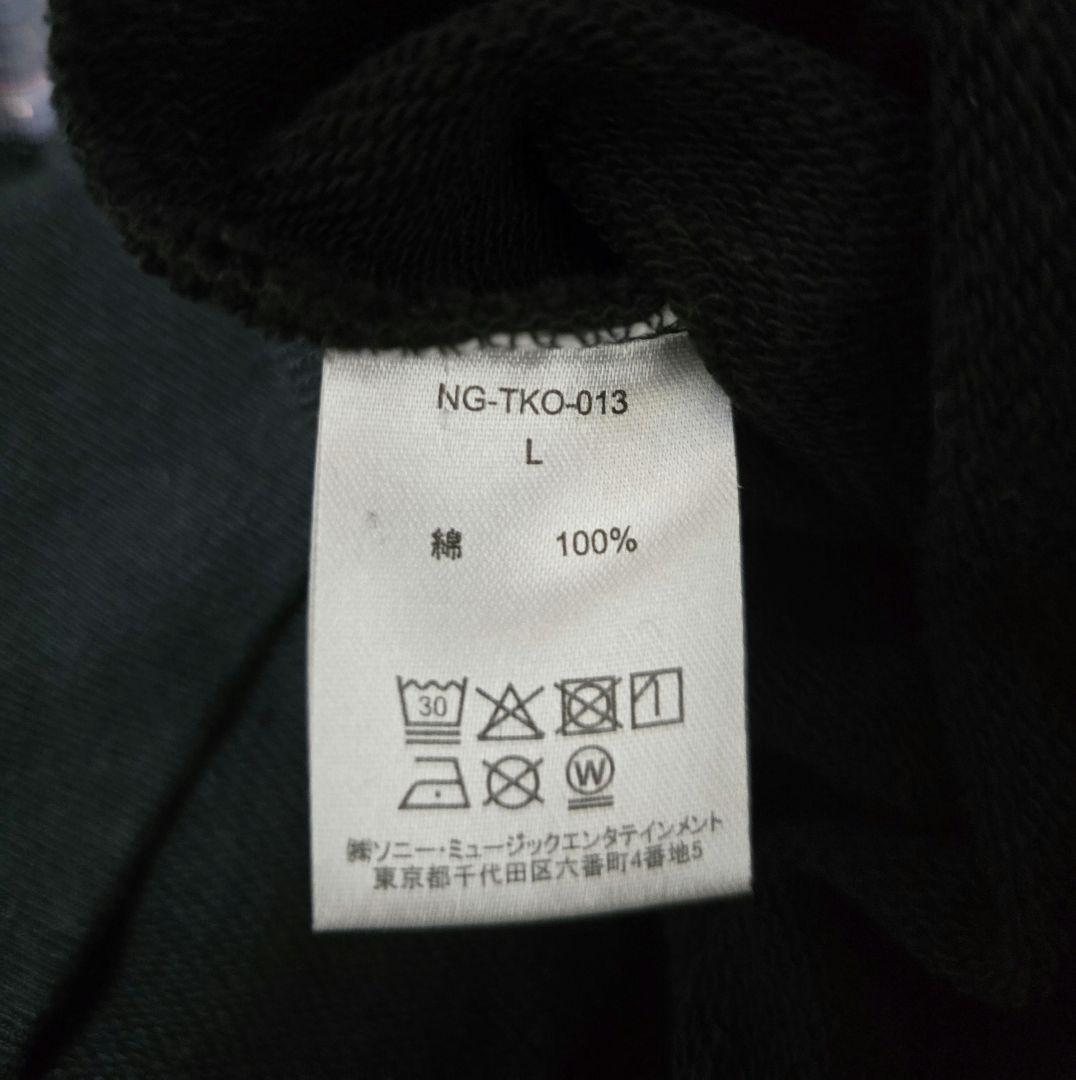 NG-TKO-013
L
綿 100%
30
W
㈱ソニー・ミュージックエンタテインメント
東京都千代田区六番町4番地5